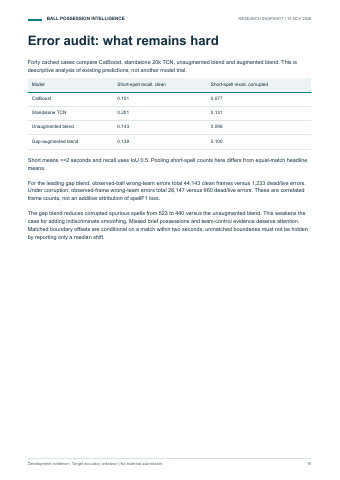 BALL POSSESSION INTELLIGENCE
RESEARCH SNAPSHOT / 10 NOV 2026
Error audit: what remains hard
Forty cached cases compare CatBoost, standalone 20k TCN, unaugmented blend and augmented blend. This is
descriptive analysis of existing predictions, not another model trial.
Model Short-spell recall, clean Short-spell recall, corrupted
CatBoost 0.101 0.077
Standalone TCN 0.201 0.131
Unaugmented blend 0.143 0.096
Gap-augmented blend 0.138 0.100
Short means <=2 seconds and recall uses IoU 0.5. Pooling short-spell counts here differs from equal-match headline
means.
For the leading gap blend, observed-ball wrong-team errors total 44,143 clean frames versus 1,233 dead/live errors.
Under corruption, observed-frame wrong-team errors total 28,147 versus 960 dead/live errors. These are correlated
frame counts, not an additive attribution of spell F1 loss.
The gap blend reduces corrupted spurious spells from 523 to 440 versus the unaugmented blend. This weakens the
case for adding indiscriminate smoothing. Missed brief possessions and team-control evidence deserve attention.
Matched boundary offsets are conditional on a match within two seconds; unmatched boundaries must not be hidden
by reporting only a median shift.
Development evidence | Target accuracy unknown | No external submission